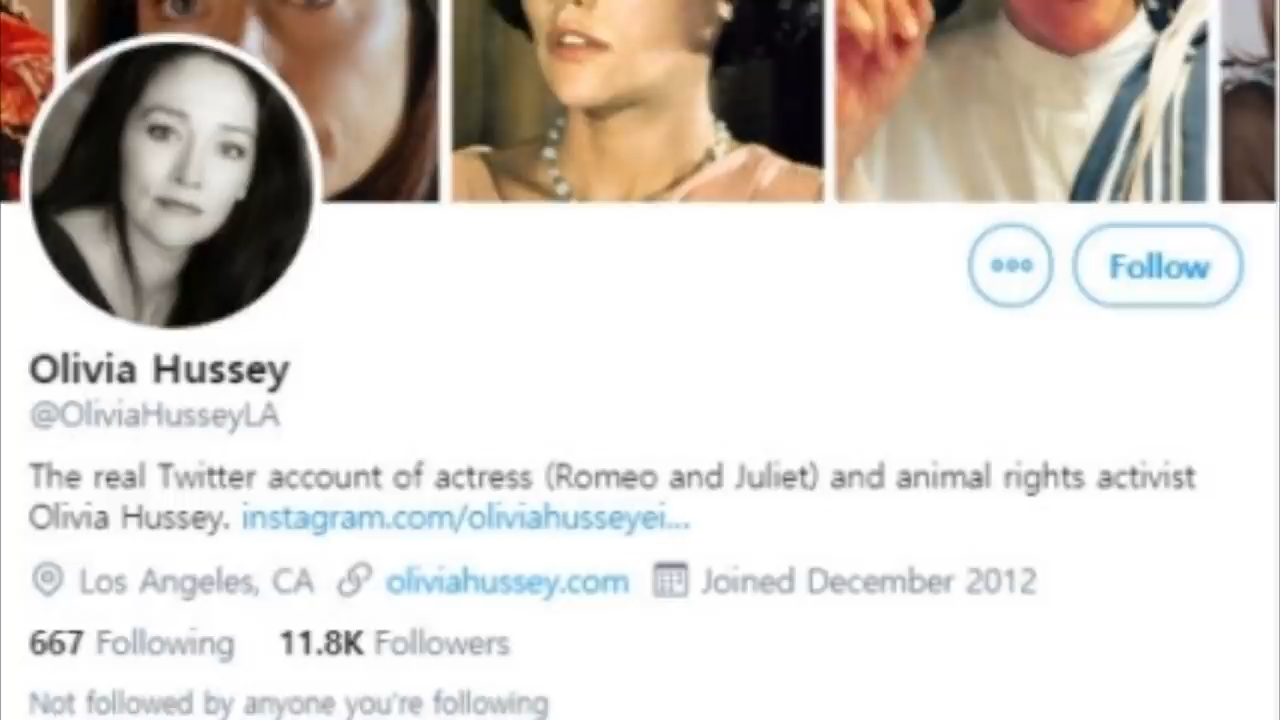 Follow
Olivia Hussey
@OliviaHusseyLA
The real Twitter account of actress (Romeo and Juliet) and animal rights activist
Olivia Hussey. instagram.com/oliviahusseyei...
Los Angeles, CA oliviahussey.com Joined December 2012
667 Following 11.8K Followers
Not followed by anyone you're following